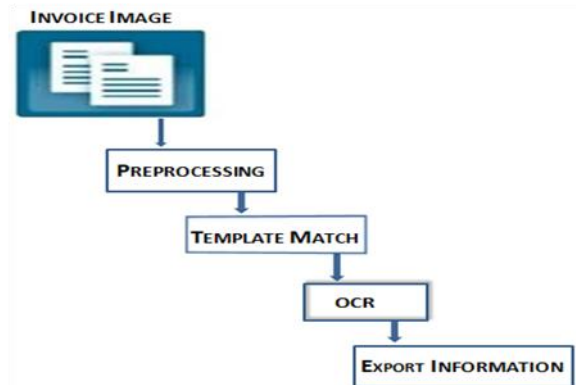 INVOICE IMAGE
PREPROCESSING
TEMPLATE MATCH
OCR
EXPORT INFORMATION